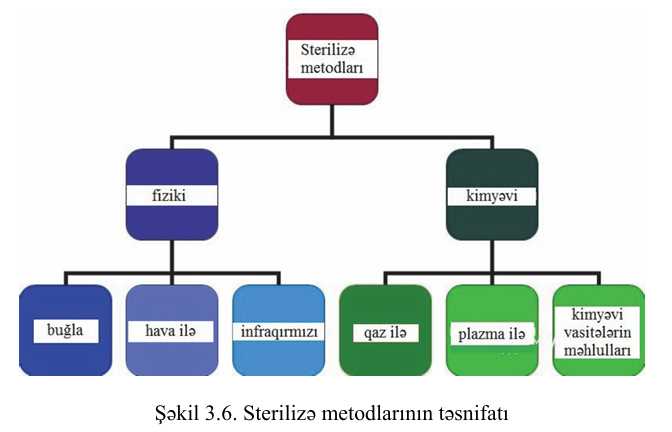 Sterilizə
metodları
fiziki
kimyəvi
buğla
hava ilə
infraqırmızı
qaz ilə
plazma ilə
kimyəvi
vasitələrin
məhlulları
Şəkil 3.6. Sterilizə metodlarının təsnifatı